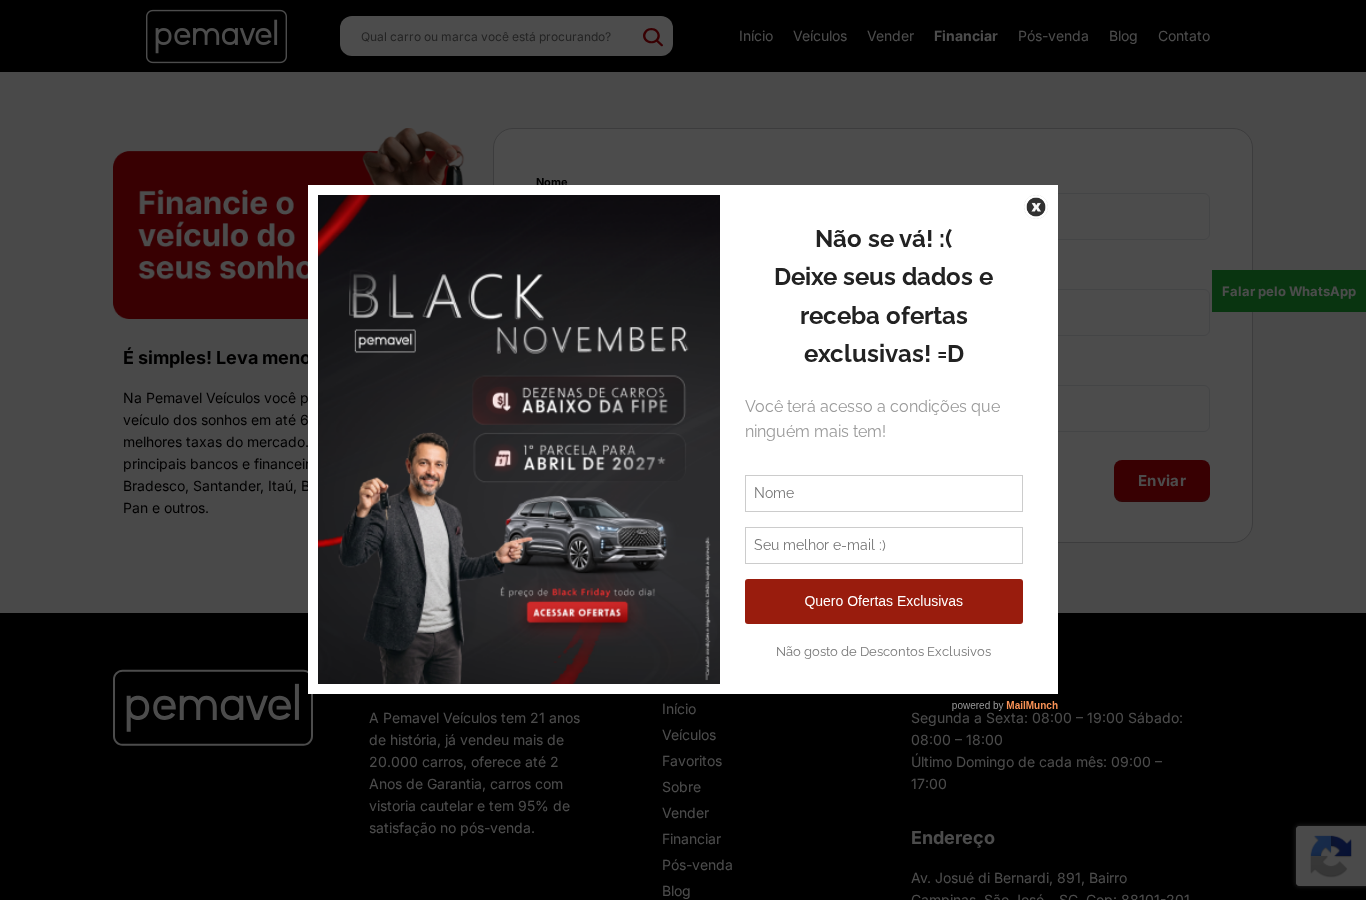 pemavel
Qual carro ou marca você está procurando?
Início
Veículos
Vender
Financiar
Pós-venda
Blog
Contato
Financie o
veículo do
seus sonho
É simples! Leva meno
Na Pemavel Veículos você p
veículo dos sonhos em até 6
melhores taxas do mercado.
principais bancos e financeir
Bradesco, Santander, Itaú, B
Pan e outros.
Nome
Enviar
Falar pelo WhatsApp
BLACK
pemavel
NOVEMBER
DEZENAS DE CARROS
ABAIXO DA FIPE
1º PARCELA PARA
ABRIL DE 2027*
É preço de Black Friday todo dia!
ACESSAR OFERTAS
x
Não se vá! :(
Deixe seus dados e
receba ofertas
exclusivas! =D
Você terá acesso a condições que
ninguém mais tem!
Nome
Seu melhor e-mail :)
Quero Ofertas Exclusivas
Não gosto de Descontos Exclusivos
powered by MailMunch
pemavel
A Pemavel Veículos tem 21 anos
de história, já vendeu mais de
20.000 carros, oferece até 2
Anos de Garantia, carros com
vistoria cautelar e tem 95% de
satisfação no pós-venda.
Início
Veículos
Favoritos
Sobre
Vender
Financiar
Pós-venda
Blog
Segunda a Sexta: 08:00 – 19:00 Sábado:
08:00 – 18:00
Último Domingo de cada mês: 09:00 –
17:00
Endereço
Av. Josué di Bernardi, 891, Bairro
Campinas, São José – SC, Cep: 88101-201